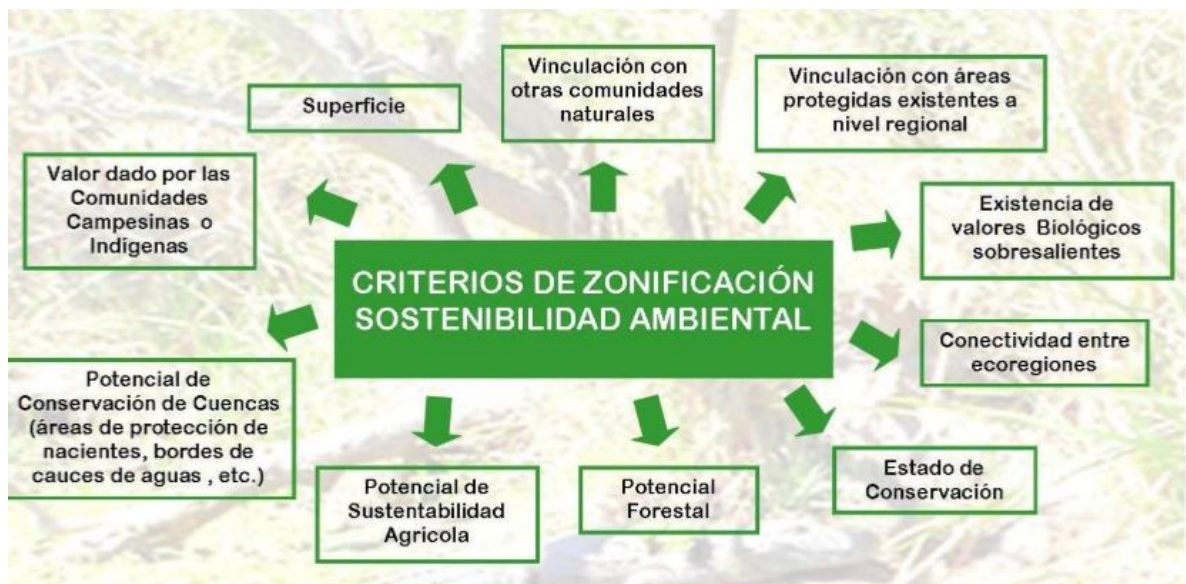 Superficie
Vinculación con
otras comunidades
naturales
Vinculación con áreas
protegidas existentes a
nivel regional
Valor dado por las
Comunidades
Campesinas o
Indígenas
Existencia de
valores Biológicos
sobresalientes
CRITERIOS DE ZONIFICACIÓN
SOSTENIBILIDAD AMBIENTAL
Conectividad entre
ecoregiones
Potencial de
Conservación de Cuencas
(áreas de protección de
nacientes, bordes de
cauces de aguas , etc.)
Potencial de
Sustentabilidad
Agrícola
Potencial
Forestal
Estado de
Conservación